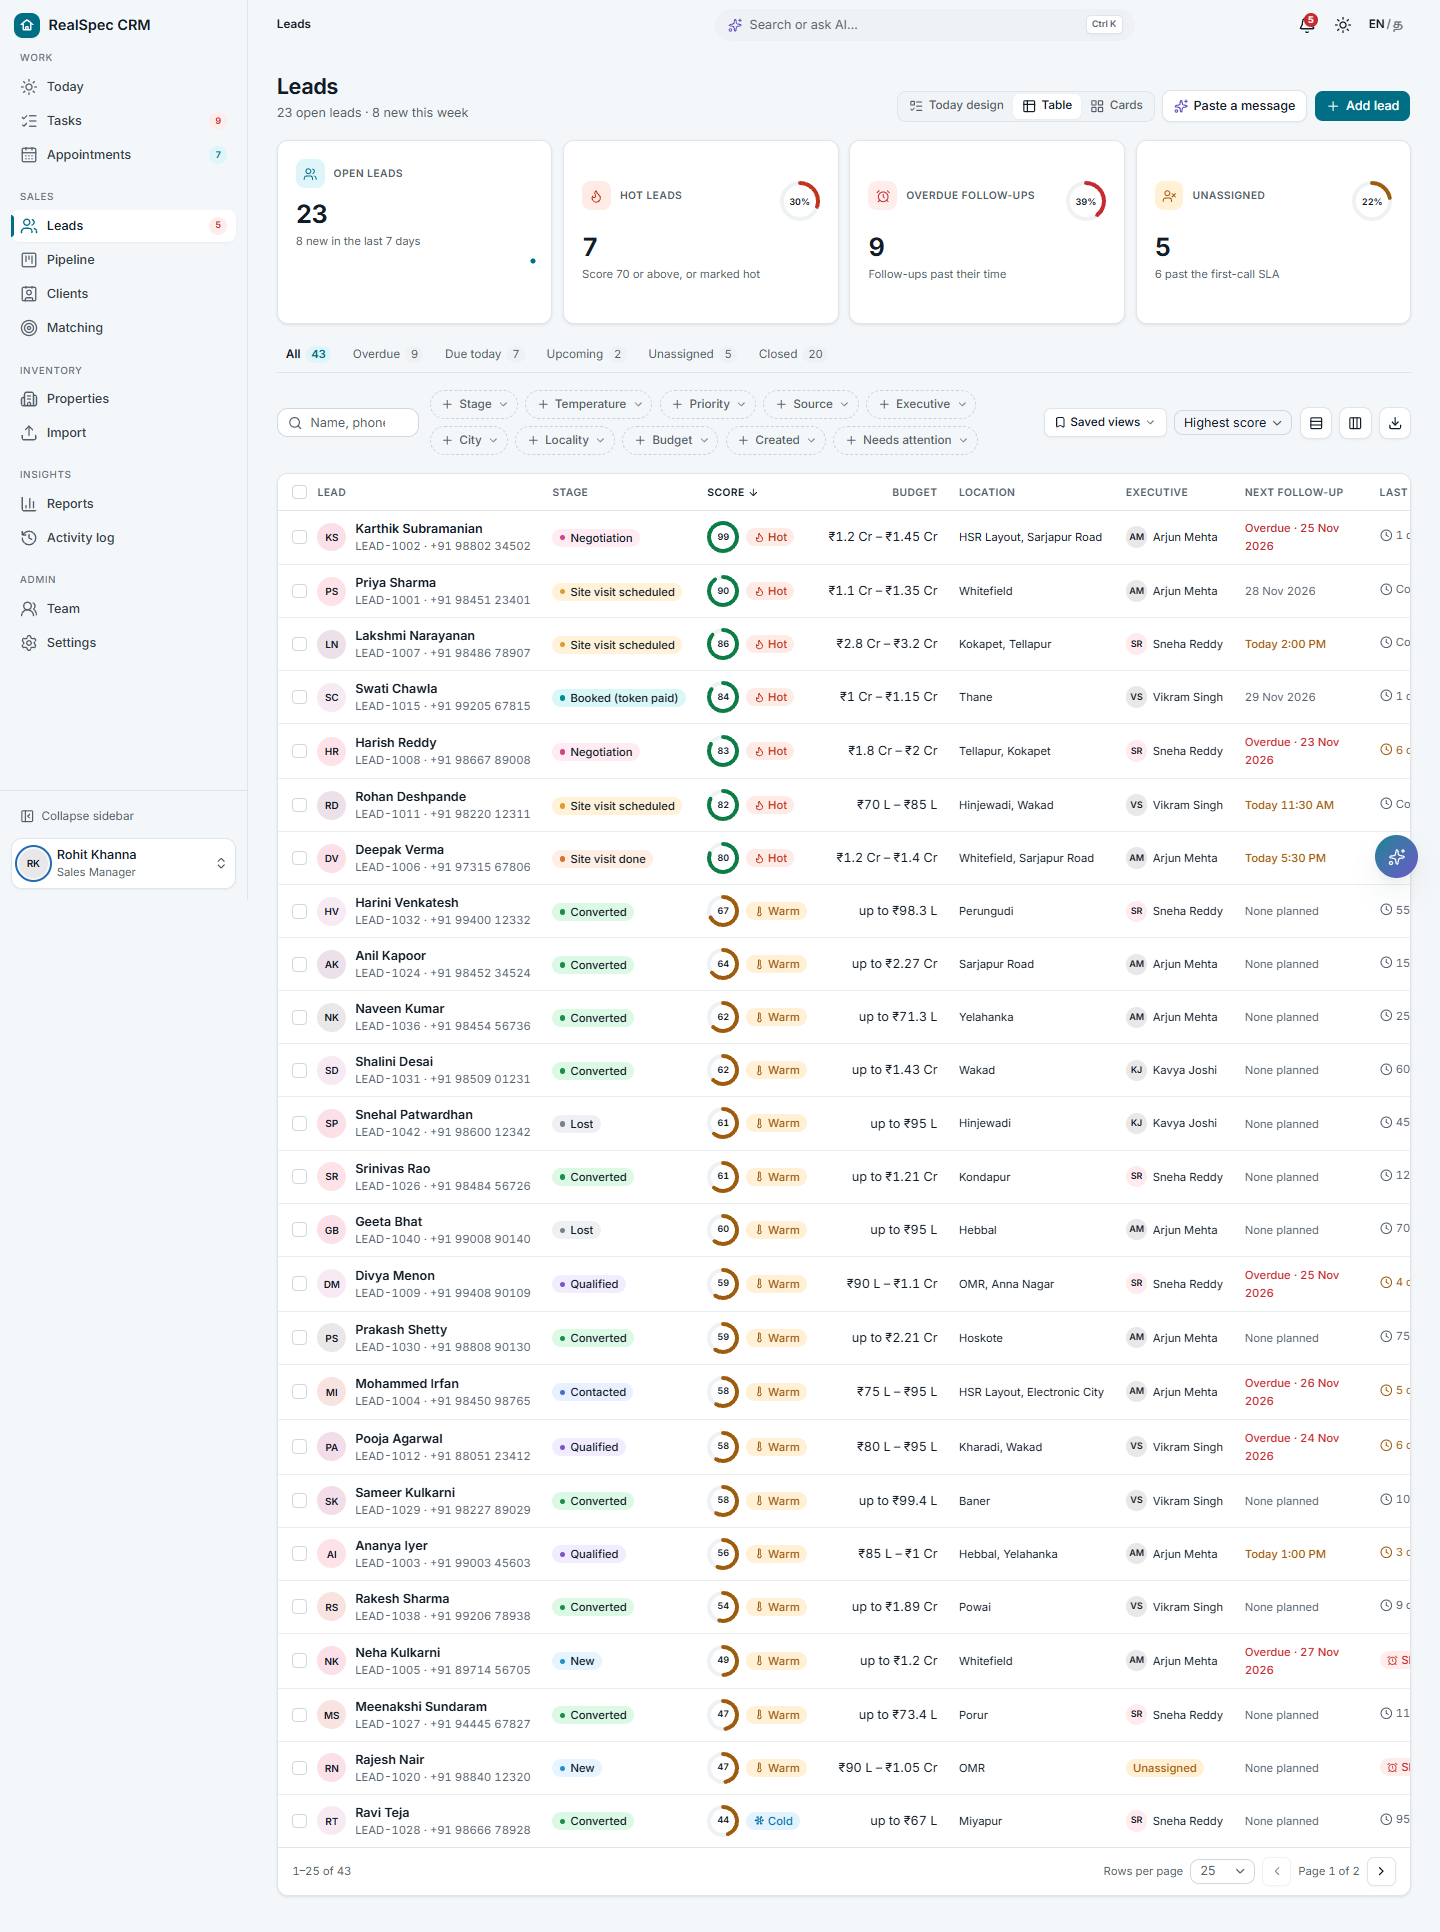 RealSpec CRM
WORK
Today
Tasks 9
Appointments 7
SALES
Leads 5
Pipeline
Clients
Matching
INVENTORY
Properties
Import
INSIGHTS
Reports
Activity log
ADMIN
Team
Settings
Collapse sidebar
RK Rohit Khanna
Sales Manager
Leads
Search or ask AI... Ctrl K
5
EN / த
Leads
23 open leads · 8 new this week
Today design Table Cards Paste a message Add lead
OPEN LEADS
23
8 new in the last 7 days
HOT LEADS 30%
7
Score 70 or above, or marked hot
OVERDUE FOLLOW-UPS 39%
9
Follow-ups past their time
UNASSIGNED 22%
5
6 past the first-call SLA
All 43 Overdue 9 Due today 7 Upcoming 2 Unassigned 5 Closed 20
Name, phone
Stage Temperature Priority Source Executive
City Locality Budget Created Needs attention
Saved views Highest score
LEAD STAGE SCORE BUDGET LOCATION EXECUTIVE NEXT FOLLOW-UP LAST
KS Karthik Subramanian Negotiation 99 Hot ₹1.2 Cr – ₹1.45 Cr HSR Layout, Sarjapur Road AM Arjun Mehta Overdue · 25 Nov 2026 1 d
LEAD-1002 · +91 98802 34502
PS Priya Sharma Site visit scheduled 90 Hot ₹1.1 Cr – ₹1.35 Cr Whitefield AM Arjun Mehta 28 Nov 2026 Co
LEAD-1001 · +91 98451 23401
LN Lakshmi Narayanan Site visit scheduled 86 Hot ₹2.8 Cr – ₹3.2 Cr Kokapet, Tellapur SR Sneha Reddy Today 2:00 PM Co
LEAD-1007 · +91 98486 78907
SC Swati Chawla Booked (token paid) 84 Hot ₹1 Cr – ₹1.15 Cr Thane VS Vikram Singh 29 Nov 2026 1 d
LEAD-1015 · +91 99205 67815
HR Harish Reddy Negotiation 83 Hot ₹1.8 Cr – ₹2 Cr Tellapur, Kokapet SR Sneha Reddy Overdue · 23 Nov 2026 6 d
LEAD-1008 · +91 98667 89008
RD Rohan Deshpande Site visit scheduled 82 Hot ₹70 L – ₹85 L Hinjewadi, Wakad VS Vikram Singh Today 11:30 AM Co
LEAD-1011 · +91 98220 12311
DV Deepak Verma Site visit done 80 Hot ₹1.2 Cr – ₹1.4 Cr Whitefield, Sarjapur Road AM Arjun Mehta Today 5:30 PM
LEAD-1006 · +91 97315 67806
HV Harini Venkatesh Converted 67 Warm up to ₹98.3 L Perungudi SR Sneha Reddy None planned 55
LEAD-1032 · +91 99400 12332
AK Anil Kapoor Converted 64 Warm up to ₹2.27 Cr Sarjapur Road AM Arjun Mehta None planned 15
LEAD-1024 · +91 98452 34524
NK Naveen Kumar Converted 62 Warm up to ₹71.3 L Yelahanka AM Arjun Mehta None planned 25
LEAD-1036 · +91 98454 56736
SD Shalini Desai Converted 62 Warm up to ₹1.43 Cr Wakad KJ Kavya Joshi None planned 60
LEAD-1031 · +91 98509 01231
SP Snehal Patwardhan Lost 61 Warm up to ₹95 L Hinjewadi KJ Kavya Joshi None planned 45
LEAD-1042 · +91 98600 12342
SR Srinivas Rao Converted 61 Warm up to ₹1.21 Cr Kondapur SR Sneha Reddy None planned 12
LEAD-1026 · +91 98484 56726
GB Geeta Bhat Lost 60 Warm up to ₹95 L Hebbal AM Arjun Mehta None planned 70
LEAD-1040 · +91 99008 90140
DM Divya Menon Qualified 59 Warm ₹90 L – ₹1.1 Cr OMR, Anna Nagar SR Sneha Reddy Overdue · 25 Nov 2026 4 d
LEAD-1009 · +91 99408 90109
PS Prakash Shetty Converted 59 Warm up to ₹2.21 Cr Hoskote AM Arjun Mehta None planned 75
LEAD-1030 · +91 98808 90130
MI Mohammed Irfan Contacted 58 Warm ₹75 L – ₹95 L HSR Layout, Electronic City AM Arjun Mehta Overdue · 26 Nov 2026 5 d
LEAD-1004 · +91 98450 98765
PA Pooja Agarwal Qualified 58 Warm ₹80 L – ₹95 L Kharadi, Wakad VS Vikram Singh Overdue · 24 Nov 2026 6 d
LEAD-1012 · +91 88051 23412
SK Sameer Kulkarni Converted 58 Warm up to ₹99.4 L Baner VS Vikram Singh None planned 10
LEAD-1029 · +91 98227 89029
AI Ananya Iyer Qualified 56 Warm ₹85 L – ₹1 Cr Hebbal, Yelahanka AM Arjun Mehta Today 1:00 PM 3 d
LEAD-1003 · +91 99003 45603
RS Rakesh Sharma Converted 54 Warm up to ₹1.89 Cr Powai VS Vikram Singh None planned 9 d
LEAD-1038 · +91 99206 78938
NK Neha Kulkarni New 49 Warm up to ₹1.2 Cr Whitefield AM Arjun Mehta Overdue · 27 Nov 2026
LEAD-1005 · +91 89714 56705
MS Meenakshi Sundaram Converted 47 Warm up to ₹73.4 L Porur SR Sneha Reddy None planned 11
LEAD-1027 · +91 94445 67827
RN Rajesh Nair New 47 Warm ₹90 L – ₹1.05 Cr OMR Unassigned None planned
LEAD-1020 · +91 98840 12320
RT Ravi Teja Converted 44 Cold up to ₹67 L Miyapur SR Sneha Reddy None planned 95
LEAD-1028 · +91 98666 78928
1–25 of 43 Rows per page 25 Page 1 of 2